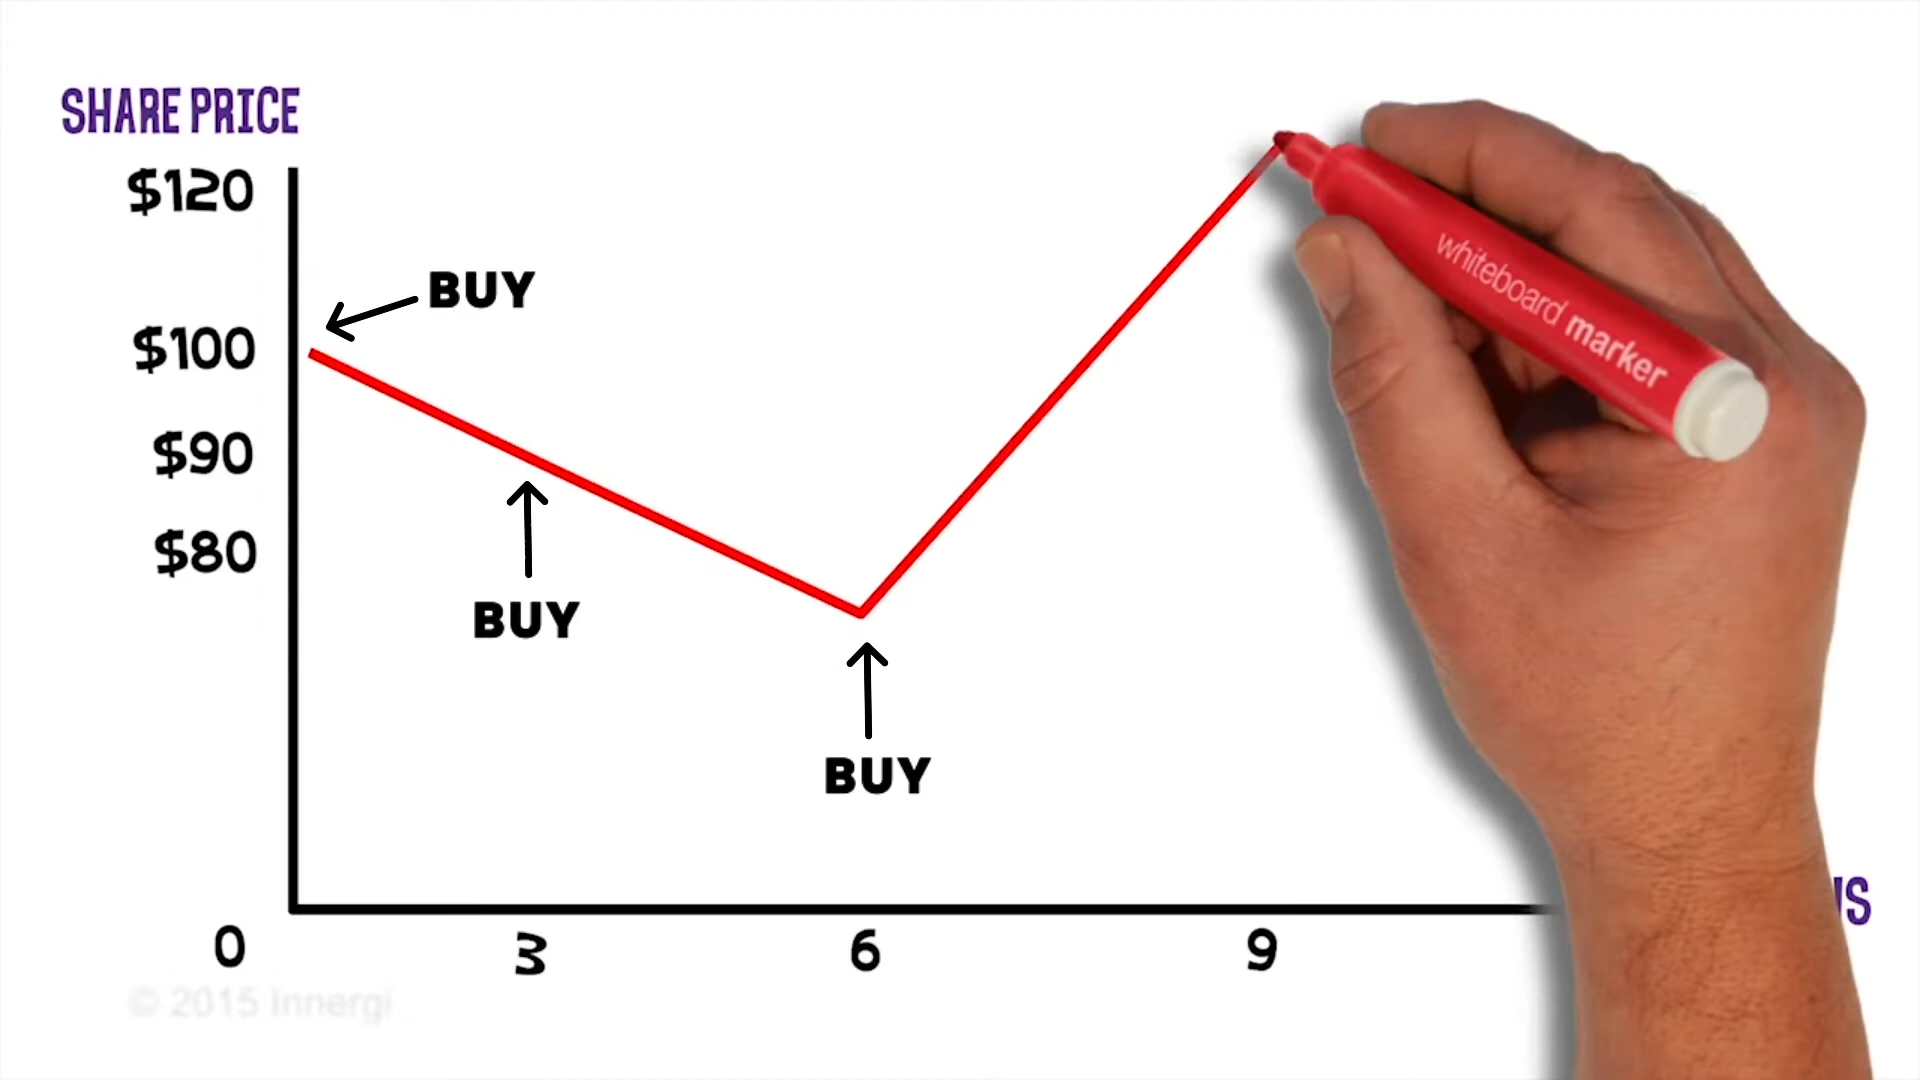 SHARE PRICE
$120
BUY
$100
$90
$80
BUY
BUY
whiteboard marker
0
3
6
9
© 2015 Innergi